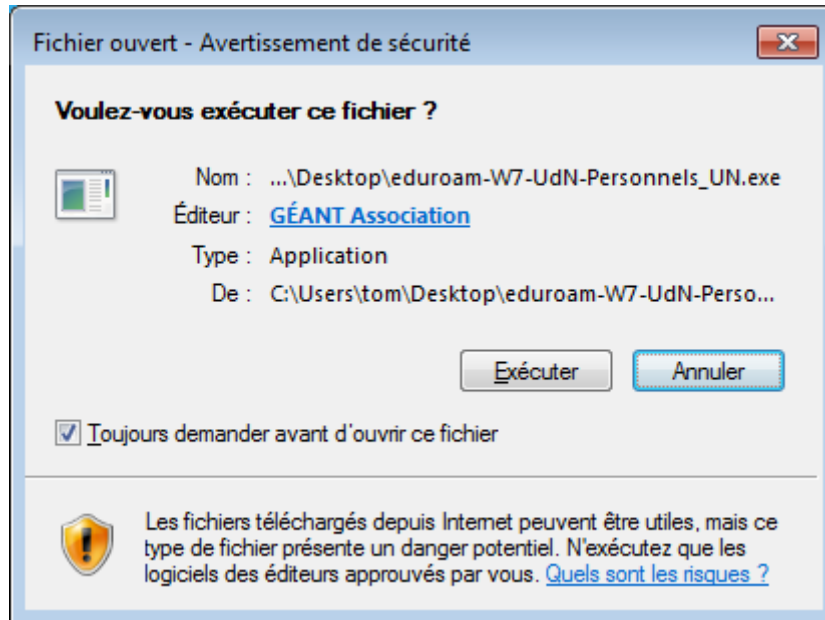 Fichier ouvert - Avertissement de sécurité
Voulez-vous exécuter ce fichier ?
Nom : ...\Desktop\eduroam-W7-UdN-Personnels_UN.exe
Éditeur : GÉANT Association
Type : Application
De : C:\Users\tom\Desktop\eduroam-W7-UdN-Perso...
Exécuter Annuler
Toujours demander avant d'ouvrir ce fichier
Les fichiers téléchargés depuis Internet peuvent être utiles, mais ce
type de fichier présente un danger potentiel. N'exécutez que les
logiciels des éditeurs approuvés par vous. Quels sont les risques ?